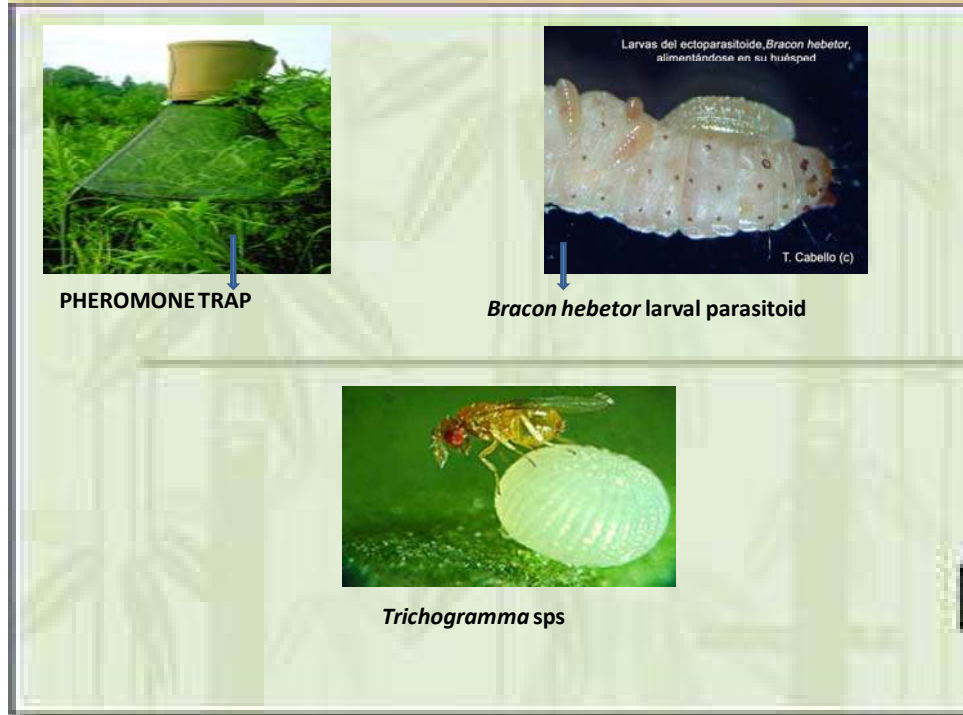 Larvas del ectoparasitoide,Bracon hebetor,
alimentándose en su huésped
T. Cabello (c)
PHEROMONE TRAP
Bracon hebetor larval parasitoid
Trichogramma sps